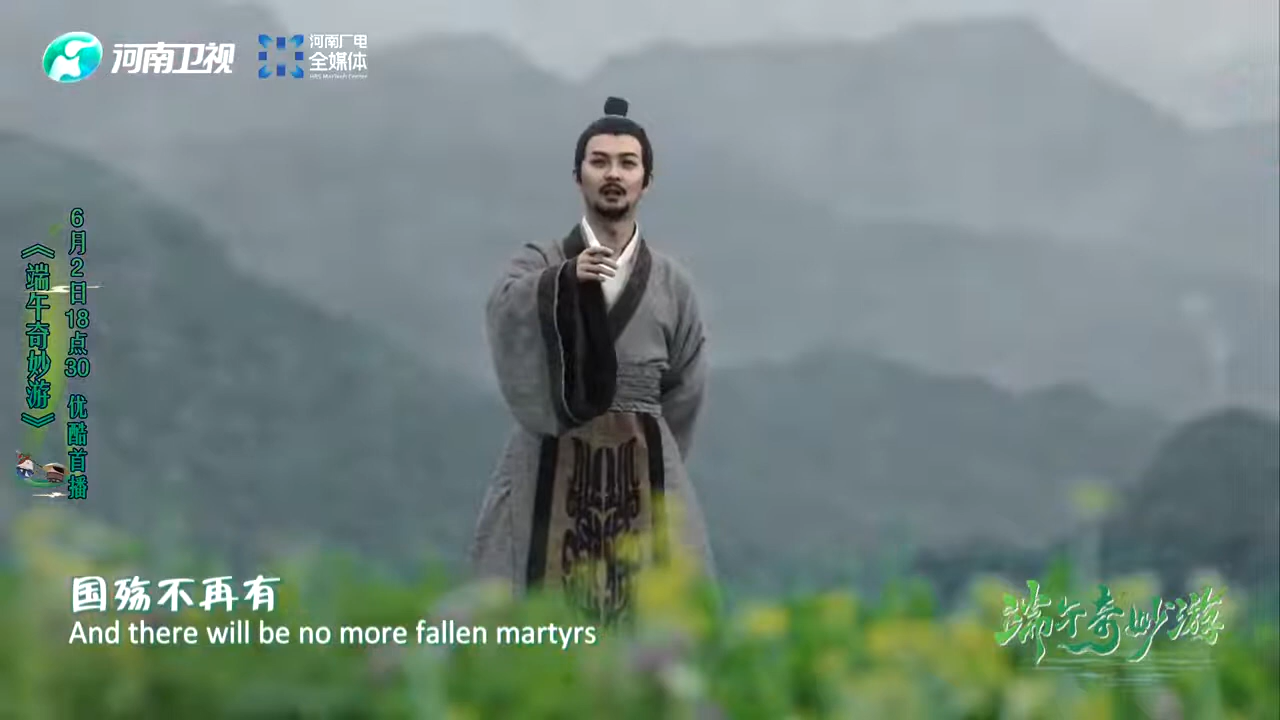 河南卫视
河南广电
全媒体
6月2日18点30 优酷首播
《端午奇妙游》
国殇不再有
And there will be no more fallen martyrs
端午奇妙游